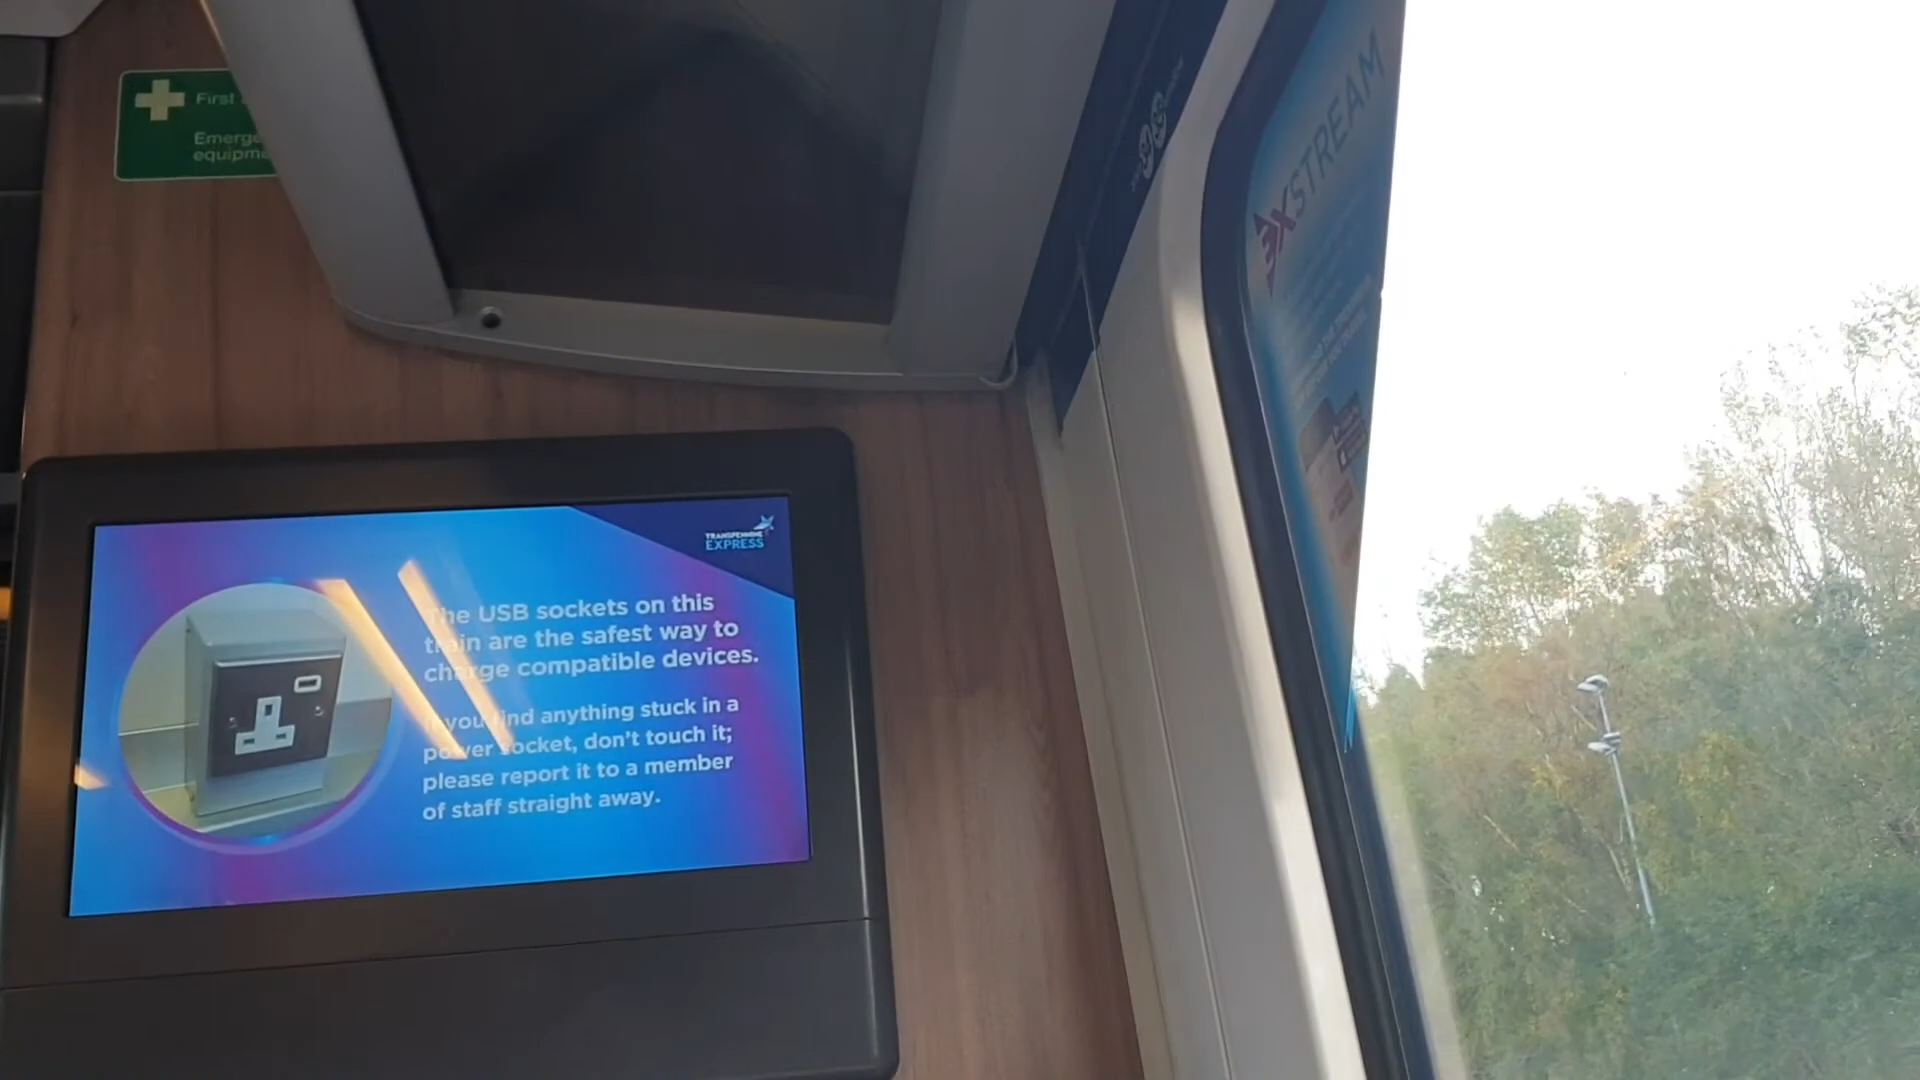 First
Emerge
equipme
EXSTREAM
TRANSPENNINE
EXPRESS
The USB sockets on this
train are the safest way to
charge compatible devices.
If you find anything stuck in a
power socket, don't touch it;
please report it to a member
of staff straight away.